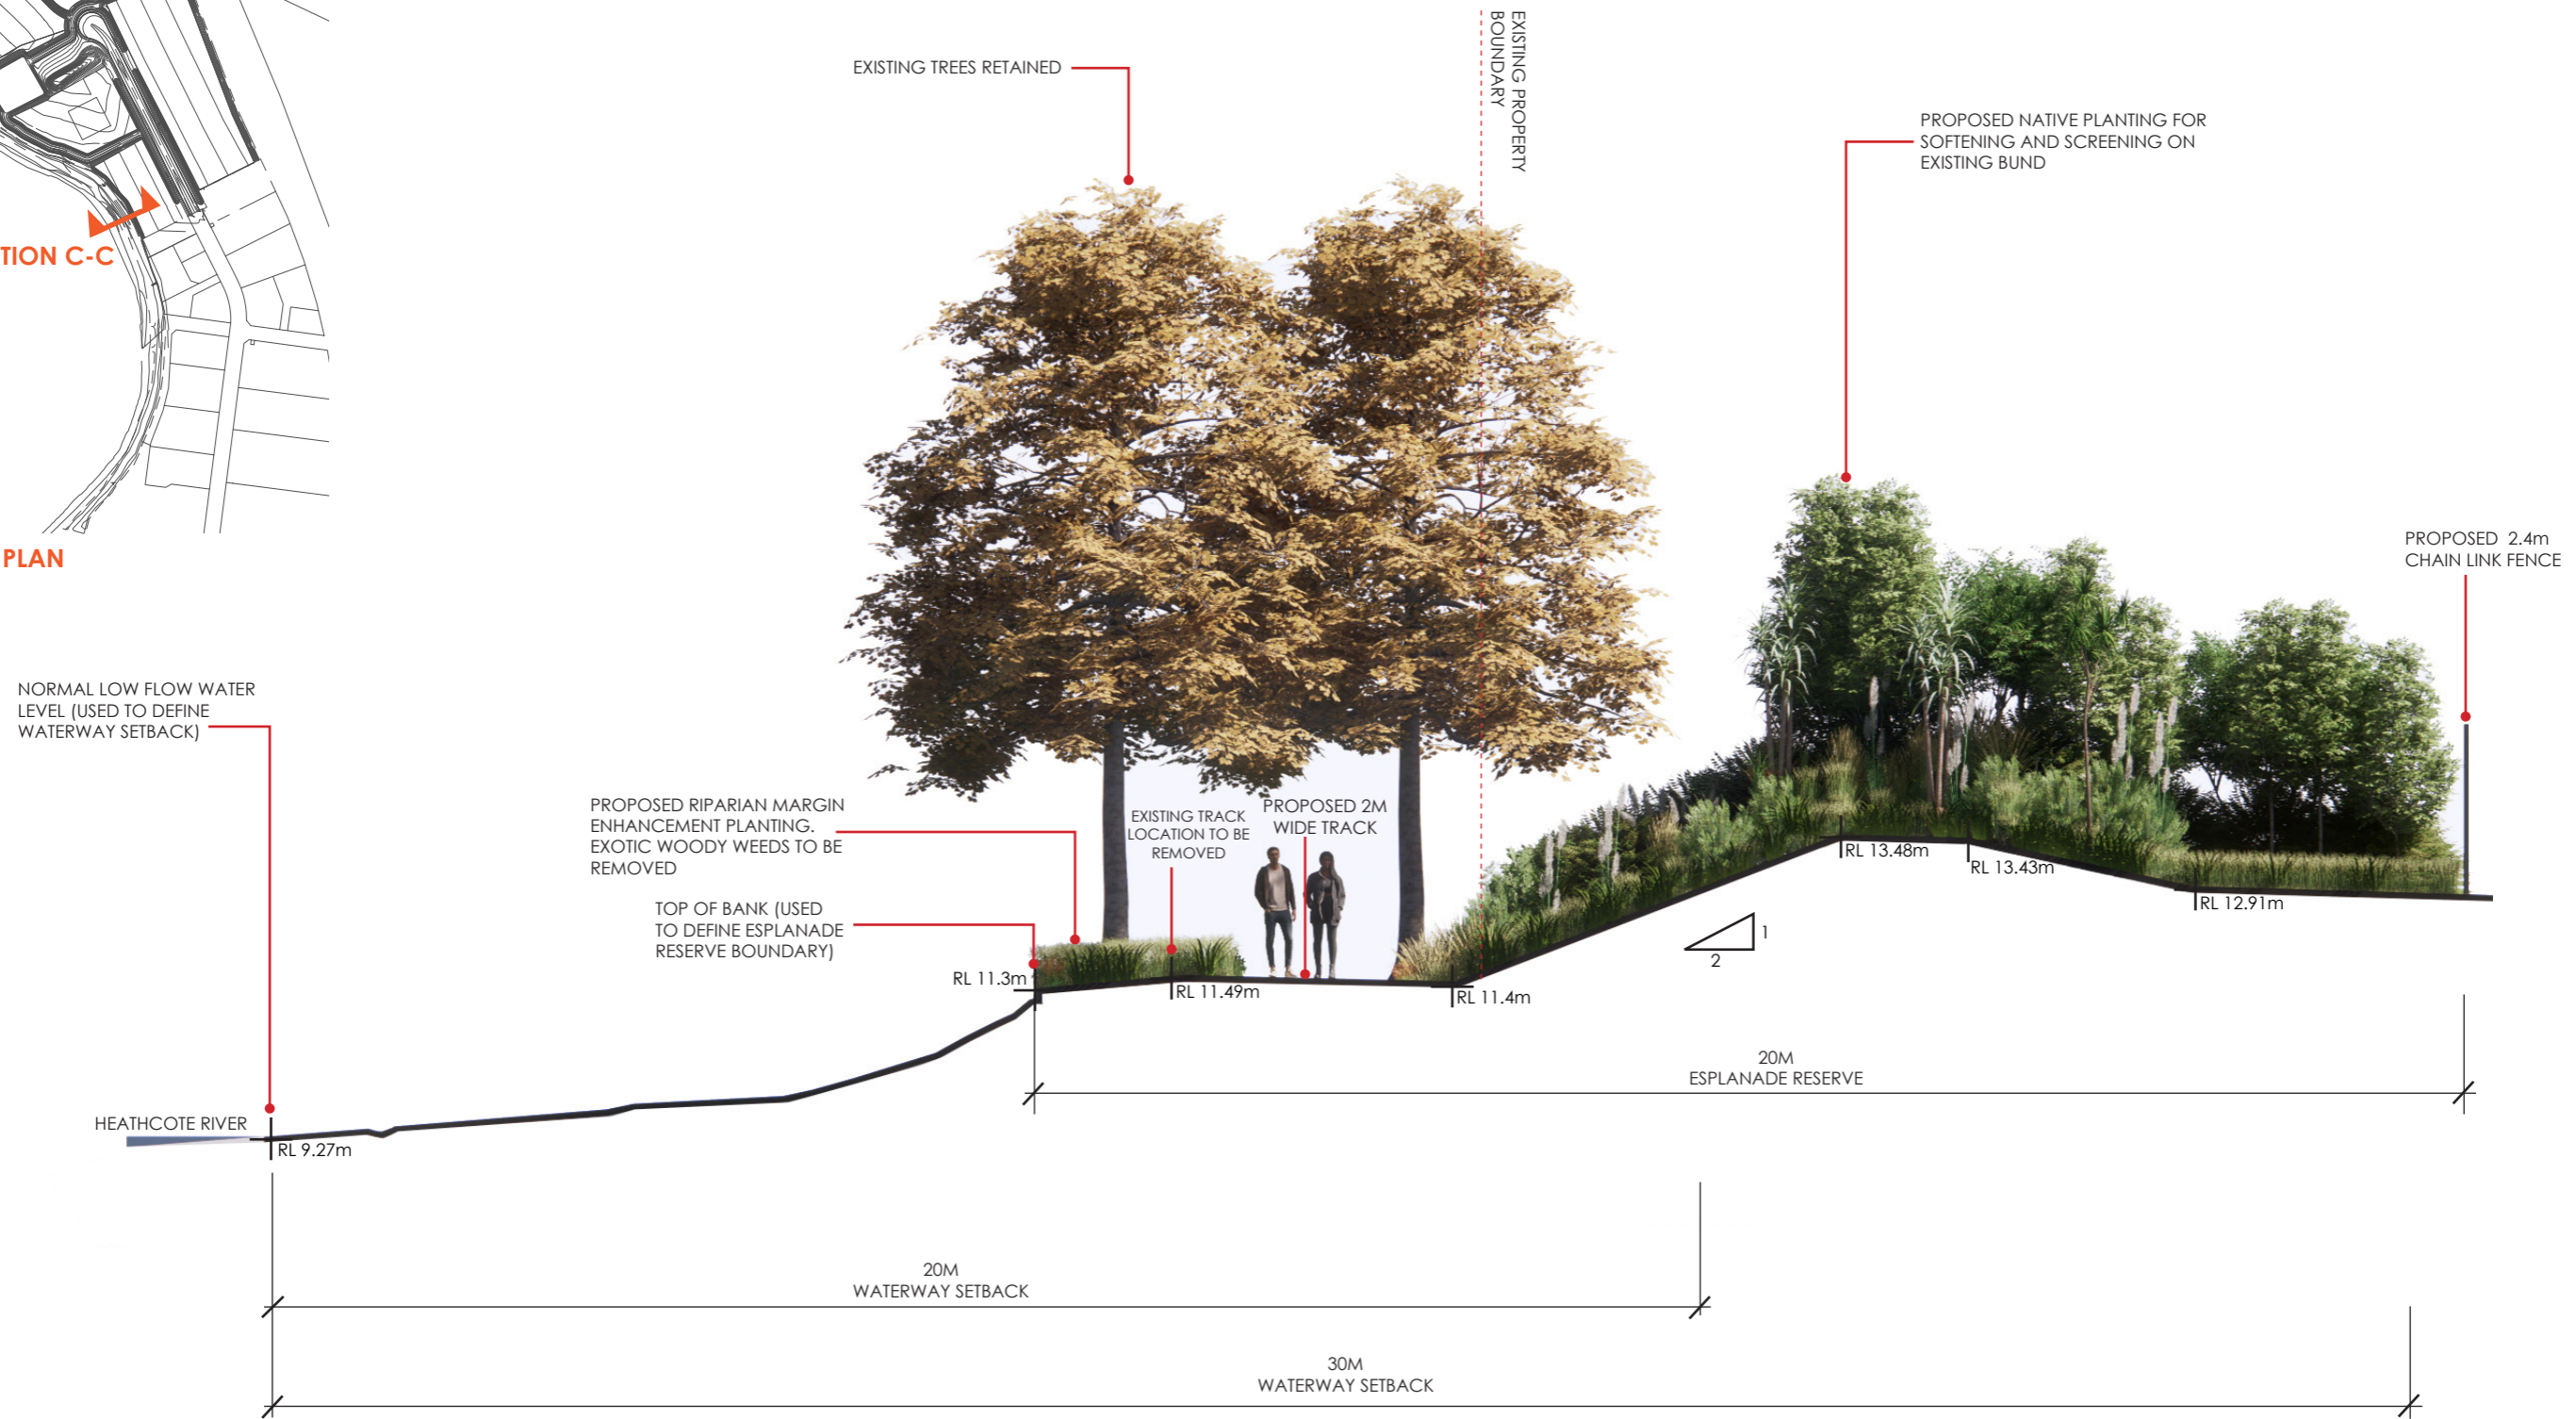 EXISTING PROPERTY
BOUNDARY
EXISTING TREES RETAINED
PROPOSED NATIVE PLANTING FOR
SOFTENING AND SCREENING ON
EXISTING BUND
TION C-C
PLAN
PROPOSED 2.4m
CHAIN LINK FENCE
NORMAL LOW FLOW WATER
LEVEL (USED TO DEFINE
WATERWAY SETBACK)
PROPOSED RIPARIAN MARGIN
ENHANCEMENT PLANTING.
EXOTIC WOODY WEEDS TO BE
REMOVED
EXISTING TRACK
LOCATION TO BE
REMOVED
PROPOSED 2M
WIDE TRACK
TOP OF BANK (USED
TO DEFINE ESPLANADE
RESERVE BOUNDARY)
RL 13.48m
RL 13.43m
RL 12.91m
1
2
RL 11.3m
RL 11.49m
RL 11.4m
20M
ESPLANADE RESERVE
HEATHCOTE RIVER
RL 9.27m
20M
WATERWAY SETBACK
30M
WATERWAY SETBACK